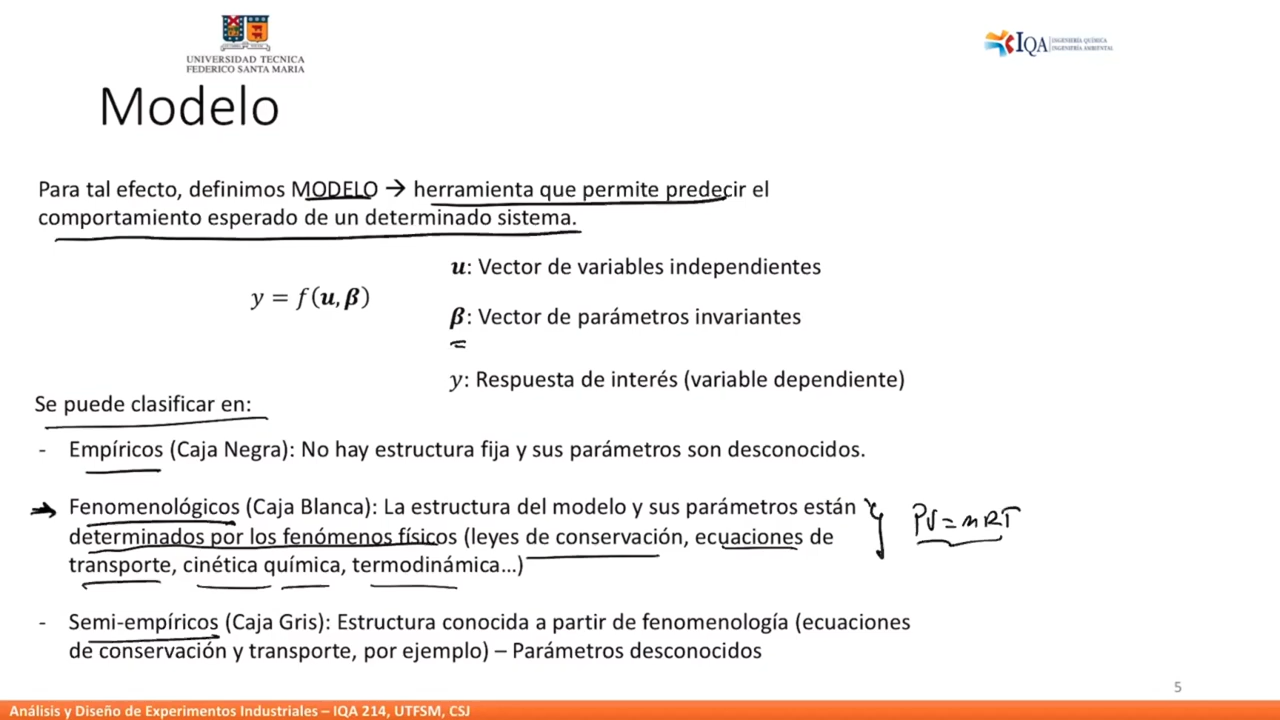 UNIVERSIDAD TECNICA
FEDERICO SANTA MARIA
IQA INGENIERÍA QUÍMICA
INGENIERÍA AMBIENTAL
Modelo
Para tal efecto, definimos MODELO → herramienta que permite predecir el
comportamiento esperado de un determinado sistema.
y = f(u, β)
u: Vector de variables independientes
β: Vector de parámetros invariantes
y: Respuesta de interés (variable dependiente)
Se puede clasificar en:
- Empíricos (Caja Negra): No hay estructura fija y sus parámetros son desconocidos.
- Fenomenológicos (Caja Blanca): La estructura del modelo y sus parámetros están
determinados por los fenómenos físicos (leyes de conservación, ecuaciones de
transporte, cinética química, termodinámica...)
PV = nRT
- Semi-empíricos (Caja Gris): Estructura conocida a partir de fenomenología (ecuaciones
de conservación y transporte, por ejemplo) – Parámetros desconocidos
5
Análisis y Diseño de Experimentos Industriales – IQA 214, UTFSM, CSJ